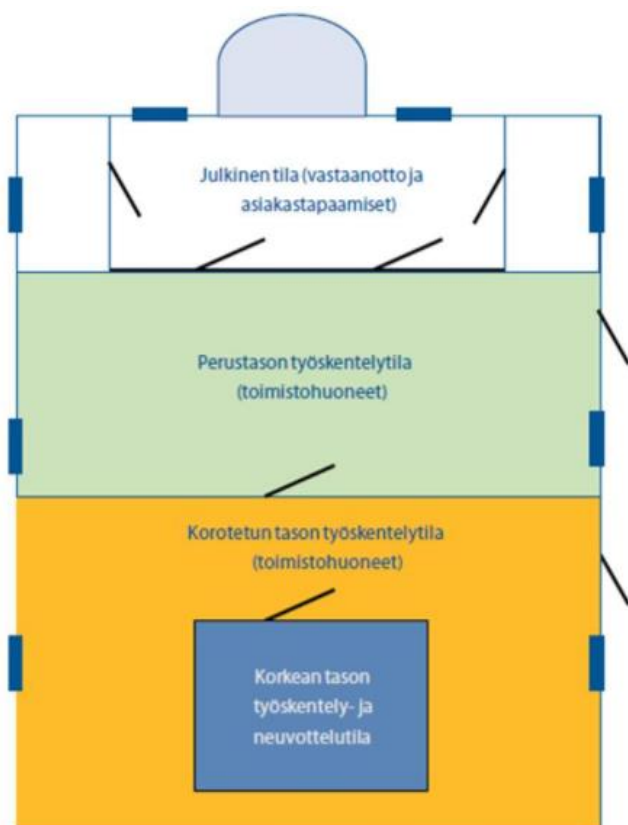 Julkinen tila (vastaanotto ja
asiakastapaamiset)
Perustason työskentelytila
(toimistohuoneet)
Korotetun tason työskentelytila
(toimistohuoneet)
Korkean tason
työskentely- ja
neuvottelutila